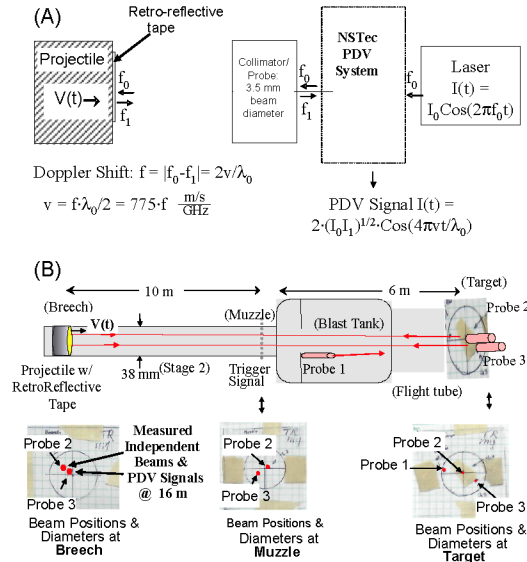 (A)
Retro-reflective
tape
Projectile
V(t)
f0
f1
Collimator/
Probe:
3.5 mm
beam
diameter
f0
f1
NSTec
PDV
System
f0
Laser
I(t) =
I0Cos(2πf0t)
Doppler Shift: f = |f0-f1|= 2v/λ0
v = f·λ0/2 = 775·f m/s
GHz
PDV Signal I(t) =
2·(I0I1)1/2·Cos(4πvt/λ0)
(B)
10 m
6 m
(Target)
(Breech)
V(t)
(Muzzle)
(Blast Tank)
Probe 2
Probe 3
Probe 1
Projectile w/
RetroReflective
Tape
38 mm
(Stage 2)
Trigger
Signal
(Flight tube)
Probe 2
Measured
Independent
Beams &
PDV Signals
@ 16 m
Probe 3
Probe 2
Probe 3
Probe 2
Probe 1
Probe 3
Beam Positions &
Diameters at
Breech
Beam Positions &
Diameters at
Muzzle
Beam Positions &
Diameters at
Target